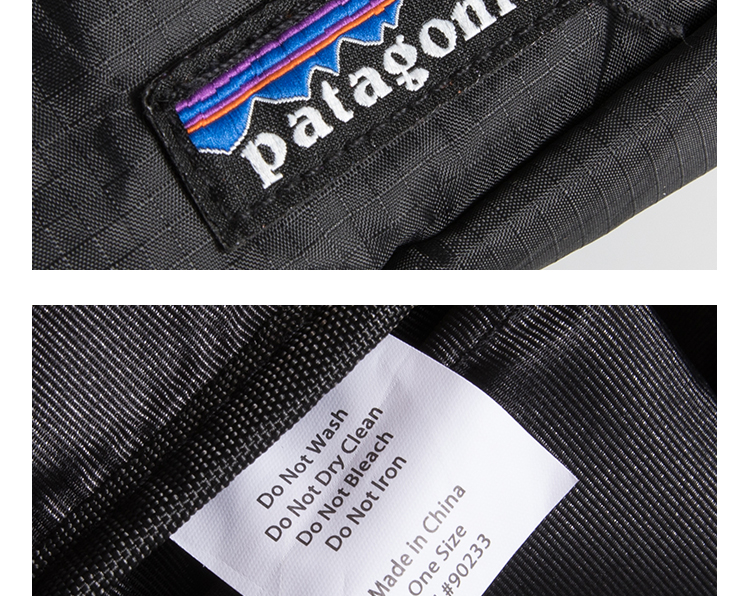 patagoni
Do Not Wash
Do Not Dry Clean
Do Not Bleach
Do Not Iron
Made in China
One Size
#90233